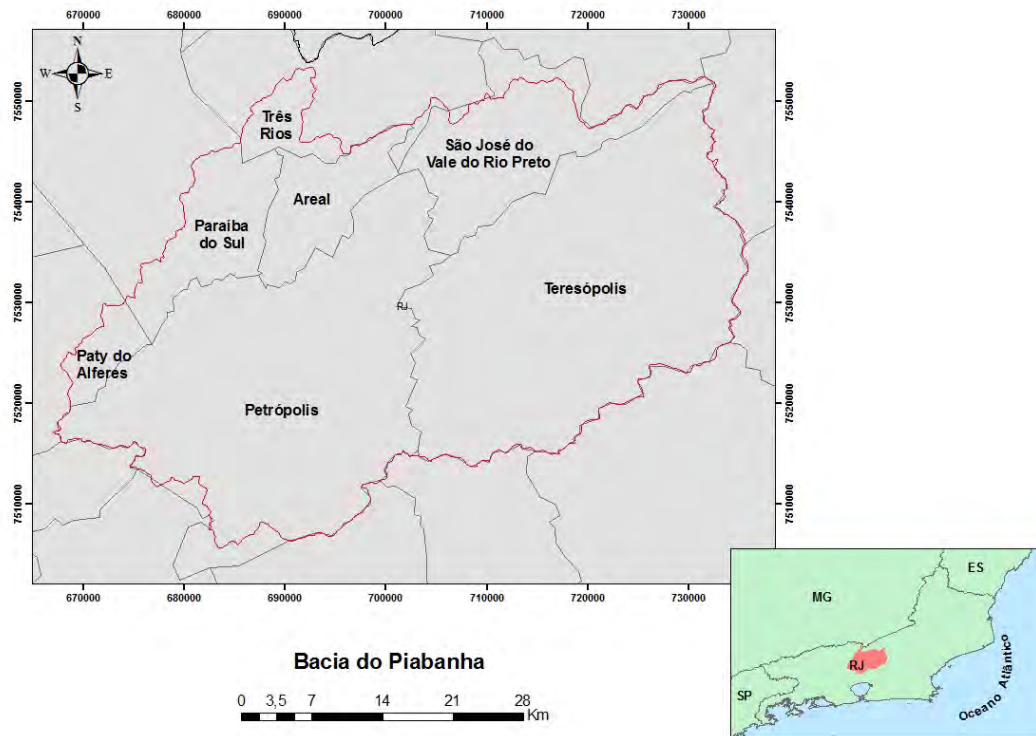 670000 680000 690000 700000 710000 720000 730000
N
W E
S
7550000 7550000
Três
Rios
São José do
Vale do Rio Preto
7540000 7540000
Areal
Paraíba
do Sul
Teresópolis
7530000 7530000
RJ
Paty do
Alferes
7520000 7520000
Petrópolis
7510000 7510000
670000 680000 690000 700000 710000 720000 730000
Bacia do Piabanha
0 3,5 7 14 21 28
Km
ES
MG
RJ
SP
Oceano Atlântico